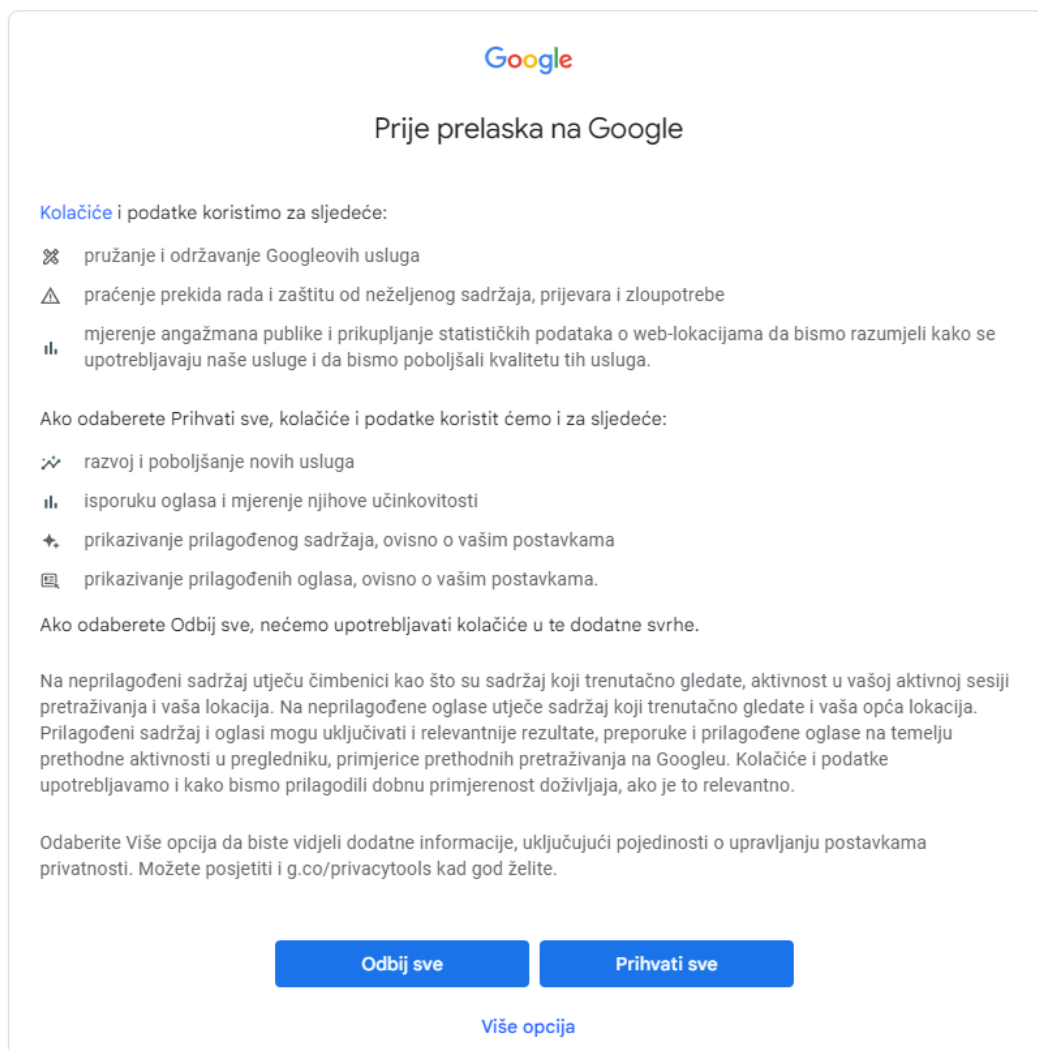 Google
Prije prelaska na Google
Kolačiće i podatke koristimo za sljedeće:
pružanje i održavanje Googleovih usluga
praćenje prekida rada i zaštitu od neželjenog sadržaja, prijevara i zloupotrebe
mjerenje angažmana publike i prikupljanje statističkih podataka o web-lokacijama da bismo razumjeli kako se
upotrebljavaju naše usluge i da bismo poboljšali kvalitetu tih usluga.
Ako odaberete Prihvati sve, kolačiće i podatke koristit ćemo i za sljedeće:
razvoj i poboljšanje novih usluga
isporuku oglasa i mjerenje njihove učinkovitosti
prikazivanje prilagođenog sadržaja, ovisno o vašim postavkama
prikazivanje prilagođenih oglasa, ovisno o vašim postavkama.
Ako odaberete Odbij sve, nećemo upotrebljavati kolačiće u te dodatne svrhe.
Na neprilagođeni sadržaj utječu čimbenici kao što su sadržaj koji trenutačno gledate, aktivnost u vašoj aktivnoj sesiji
pretraživanja i vaša lokacija. Na neprilagođene oglase utječe sadržaj koji trenutačno gledate i vaša opća lokacija.
Prilagođeni sadržaj i oglasi mogu uključivati i relevantnije rezultate, preporuke i prilagođene oglase na temelju
prethodne aktivnosti u pregledniku, primjerice prethodnih pretraživanja na Googleu. Kolačiće i podatke
upotrebljavamo i kako bismo prilagodili dobnu primjerenost doživljaja, ako je to relevantno.
Odaberite Više opcija da biste vidjeli dodatne informacije, uključujući pojedinosti o upravljanju postavkama
privatnosti. Možete posjetiti i g.co/privacytools kad god želite.
Odbij sve
Prihvati sve
Više opcija